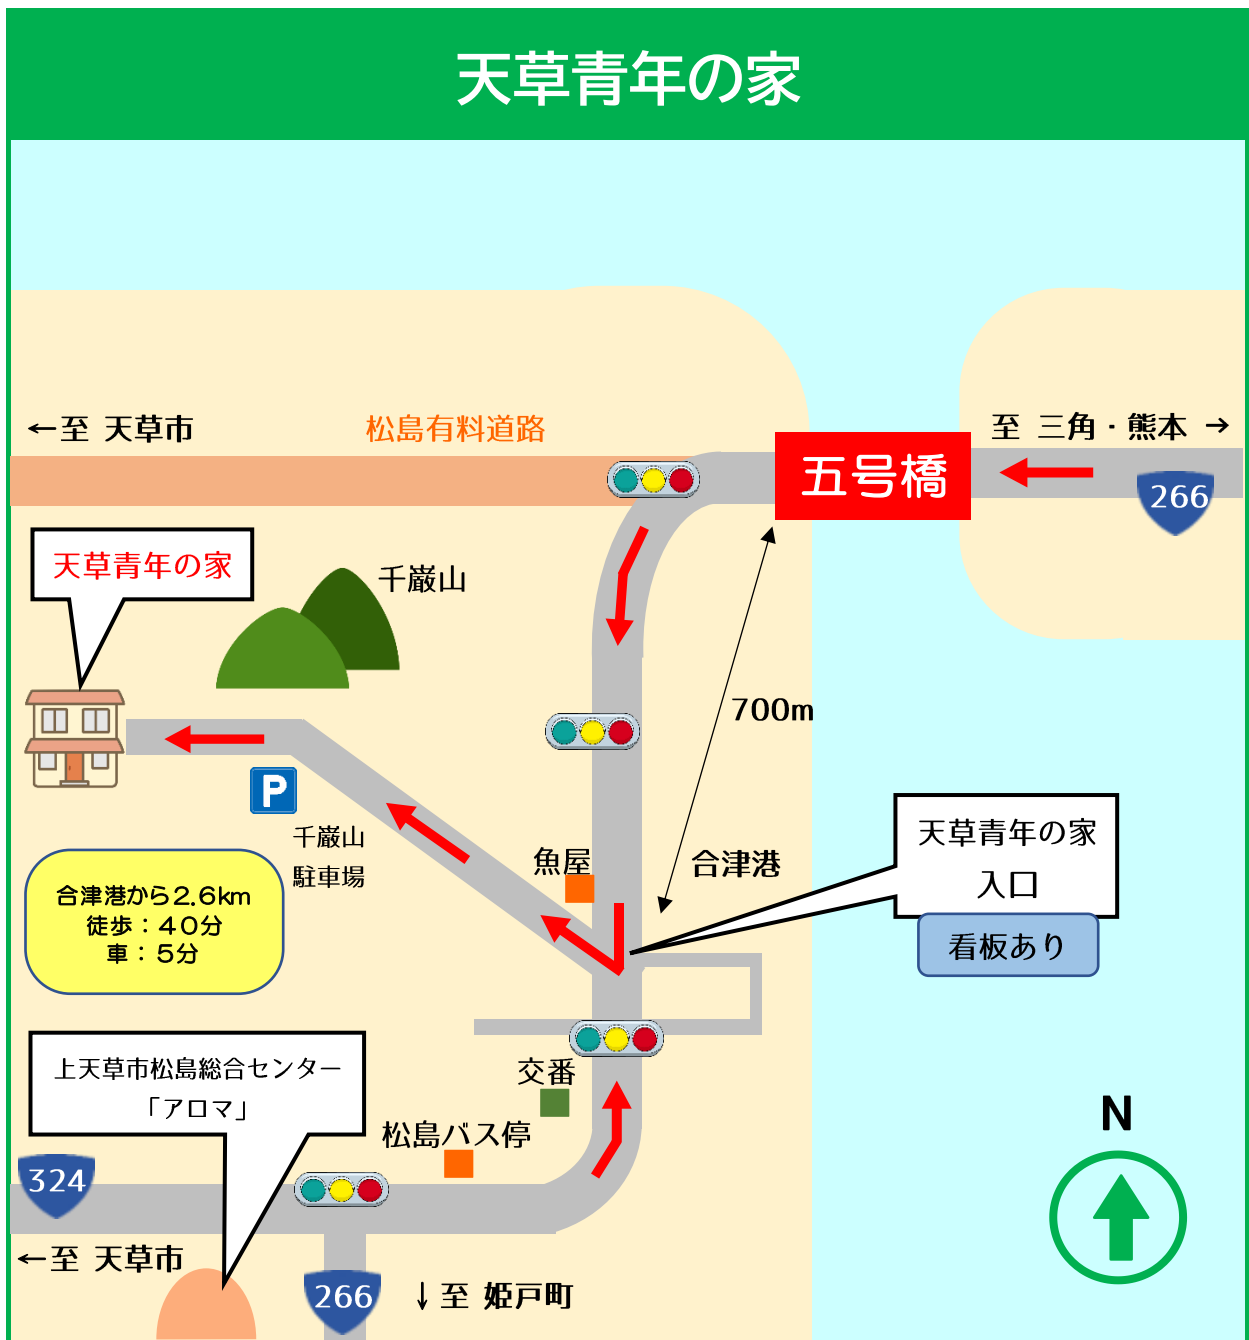 天草青年の家
←至 天草市
松島有料道路
至 三角・熊本 →
五号橋
266
天草青年の家
千巌山
700m
P
千巌山
駐車場
魚屋
合津港
天草青年の家
入口
看板あり
合津港から2.6km
徒歩：40分
車：5分
上天草市松島総合センター
「アロマ」
交番
松島バス停
N
324
←至 天草市
266
↓至 姫戸町